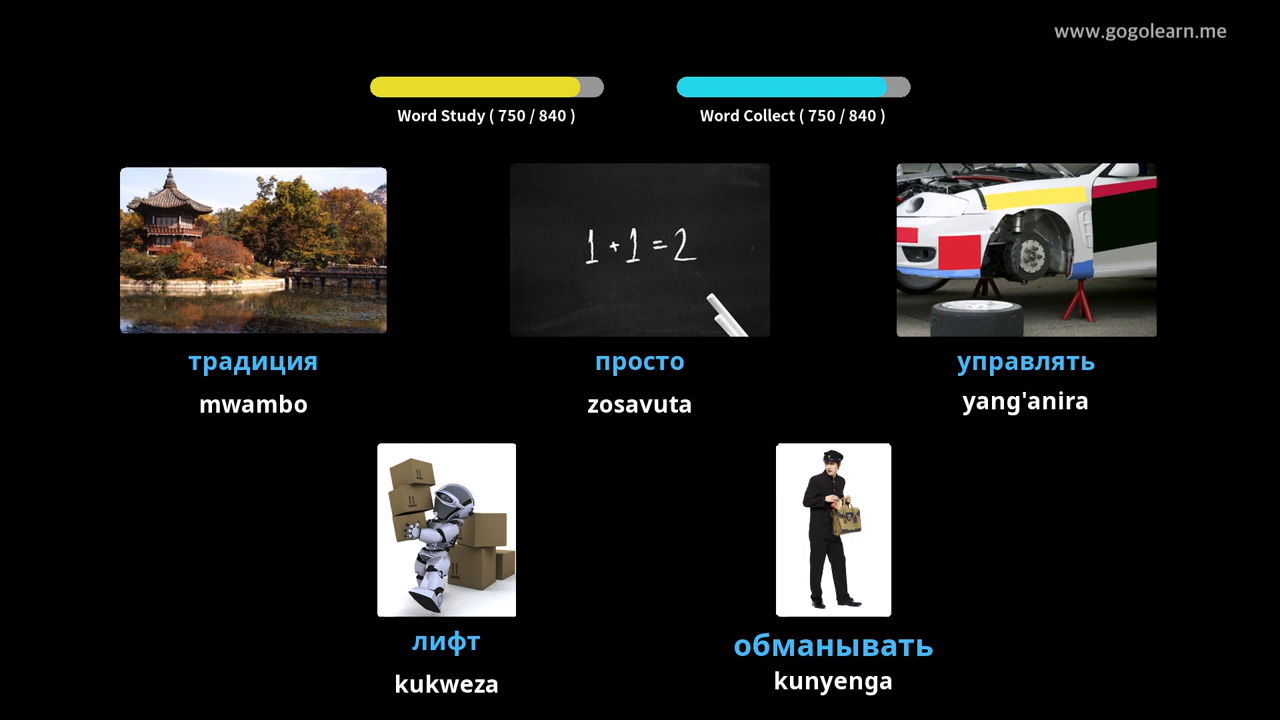 www.gogolearn.me
Word Study ( 750 / 840 )
Word Collect ( 750 / 840 )
1 + 1 = 2
традиция
просто
управлять
mwambo
zosavuta
yang'anira
лифт
обманывать
kukweza
kunyenga